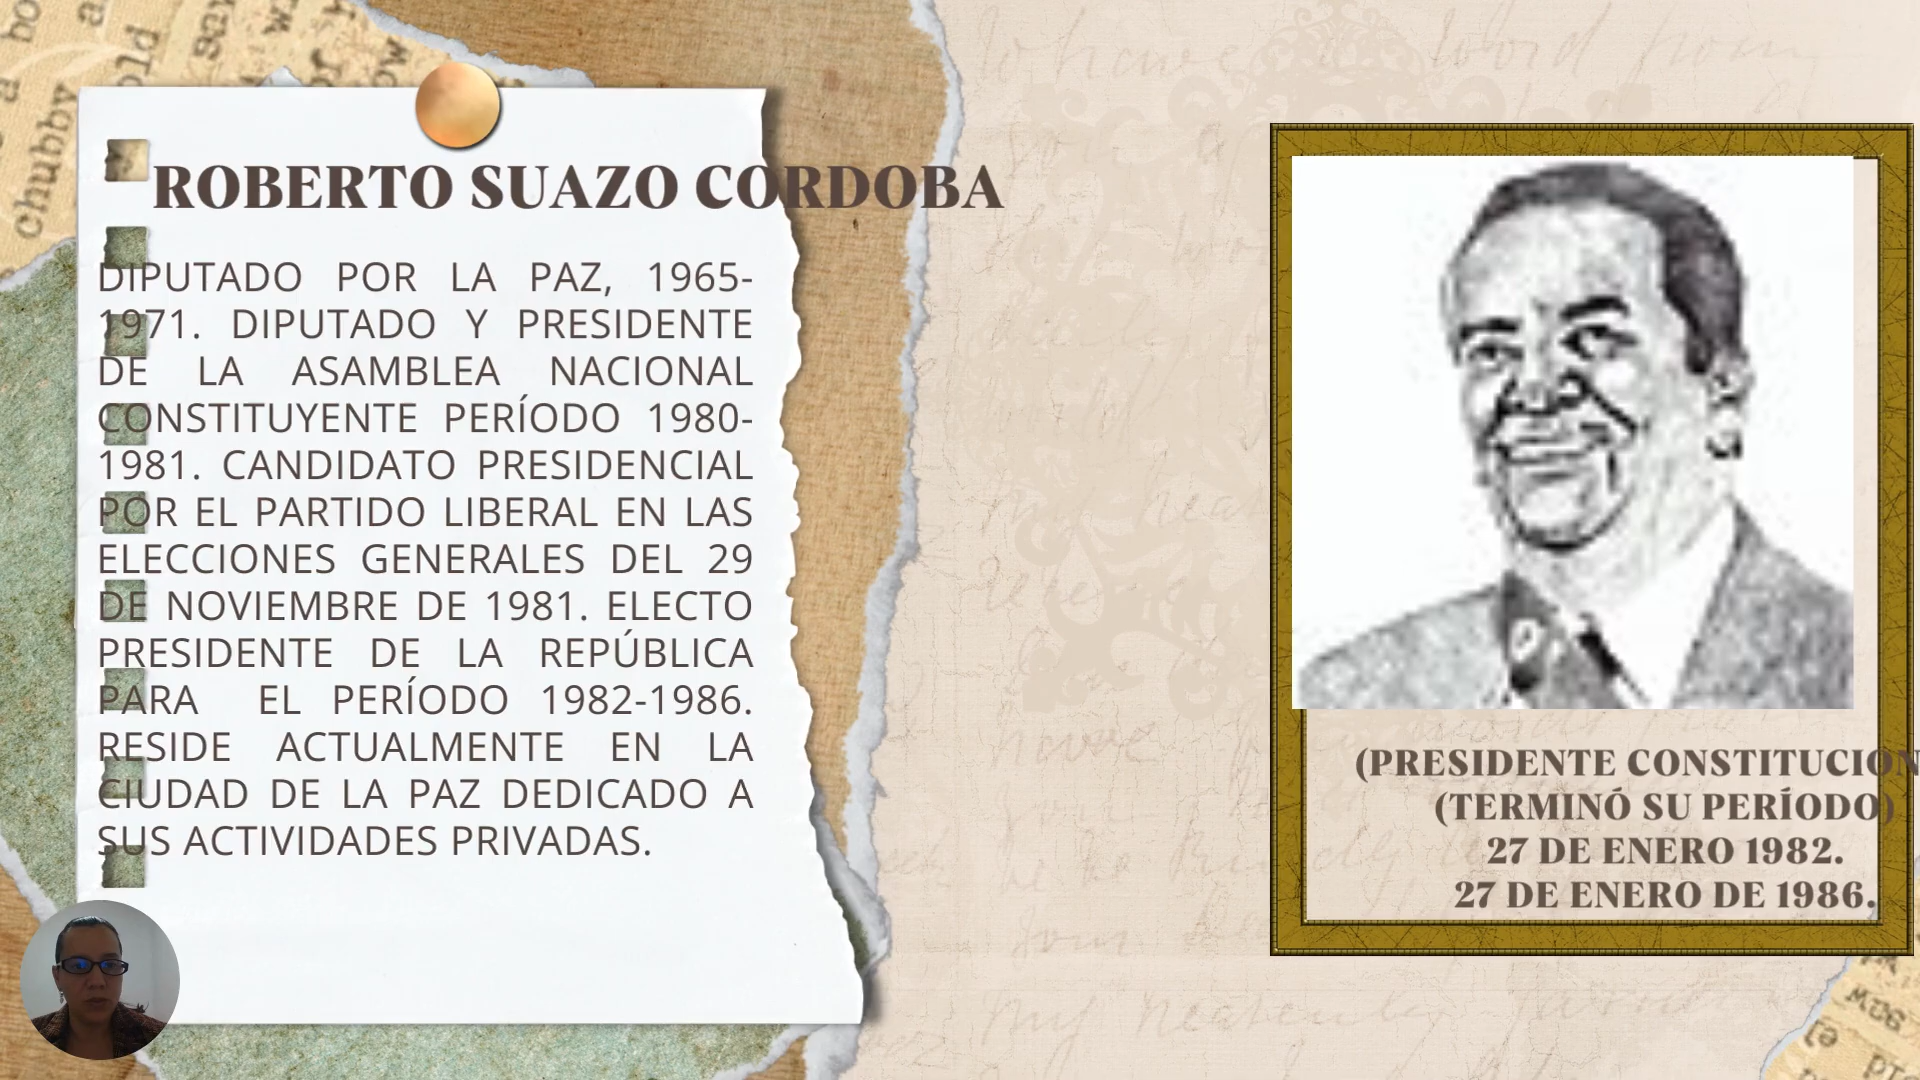 ROBERTO SUAZO CORDOBA
DIPUTADO POR LA PAZ, 1965-
1971. DIPUTADO Y PRESIDENTE
DE LA ASAMBLEA NACIONAL
CONSTITUYENTE PERÍODO 1980-
1981. CANDIDATO PRESIDENCIAL
POR EL PARTIDO LIBERAL EN LAS
ELECCIONES GENERALES DEL 29
DE NOVIEMBRE DE 1981. ELECTO
PRESIDENTE DE LA REPÚBLICA
PARA EL PERÍODO 1982-1986.
RESIDE ACTUALMENTE EN LA
CIUDAD DE LA PAZ DEDICADO A
SUS ACTIVIDADES PRIVADAS.
(PRESIDENTE CONSTITUCION
(TERMINÓ SU PERÍODO)
27 DE ENERO 1982.
27 DE ENERO DE 1986.
chubby